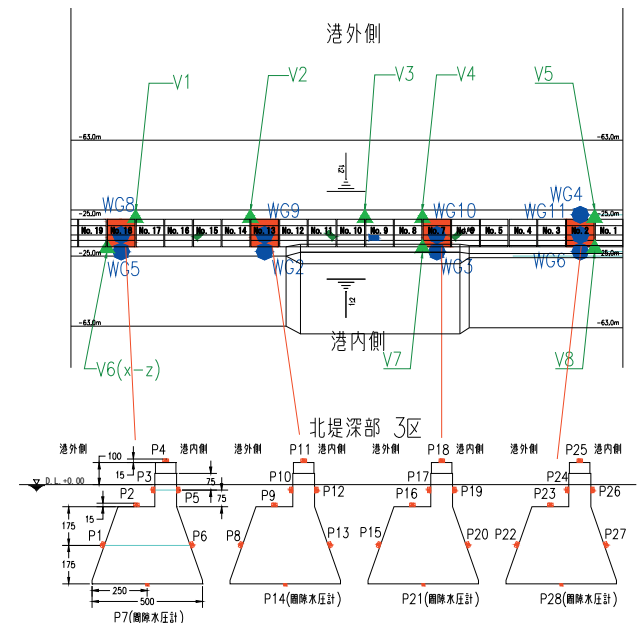 港外側
V1
V2
V3
V4
V5
-63.0m
-63.0m
1/2
WG8
WG9
WG10
WG11
WG4
-25.0m
-25.0m
No. 19
No. 18
No. 17
No. 16
No. 15
No. 14
No. 13
No. 12
No. 11
No. 10
No. 9
No. 8
No. 7
No. 5
No. 4
No. 3
No. 2
No. 1
-25.0m
-25.0m
WG5
WG2
WG3
WG6
1/2
-63.0m
-63.0m
港内側
V6(x-z)
V7
V8
北堤深部 3区
港外側 P4 港内側
港外側 P11 港内側
港外側 P18 港内側
港外側 P25 港内側
100
15
P3
75
P10
P17
P24
D.L.+0.00
P2
P5
75
P9
P12
P16
P19
P23
P26
15
175
P1
P6
P8
P13
P15
P20
P22
P27
175
250
500
P7(間隙水圧計)
P14(間隙水圧計)
P21(間隙水圧計)
P28(間隙水圧計)